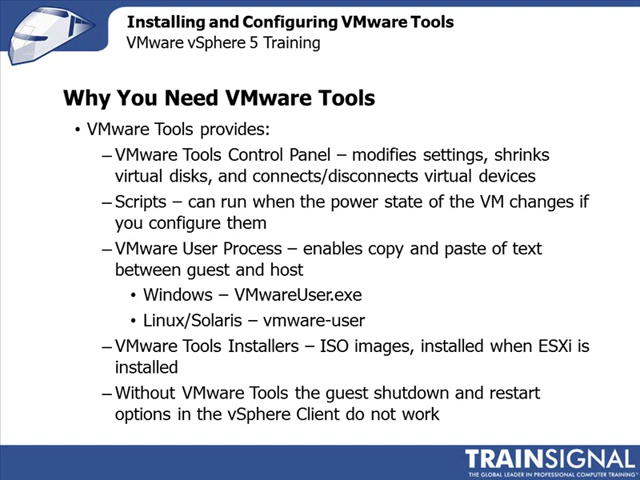 Installing and Configuring VMware Tools
VMware vSphere 5 Training
Why You Need VMware Tools
• VMware Tools provides:
– VMware Tools Control Panel – modifies settings, shrinks
virtual disks, and connects/disconnects virtual devices
– Scripts – can run when the power state of the VM changes if
you configure them
– VMware User Process – enables copy and paste of text
between guest and host
• Windows – VMwareUser.exe
• Linux/Solaris – vmware-user
– VMware Tools Installers – ISO images, installed when ESXi is
installed
– Without VMware Tools the guest shutdown and restart
options in the vSphere Client do not work
TRAINSIGNAL
THE GLOBAL LEADER IN PROFESSIONAL COMPUTER TRAINING™